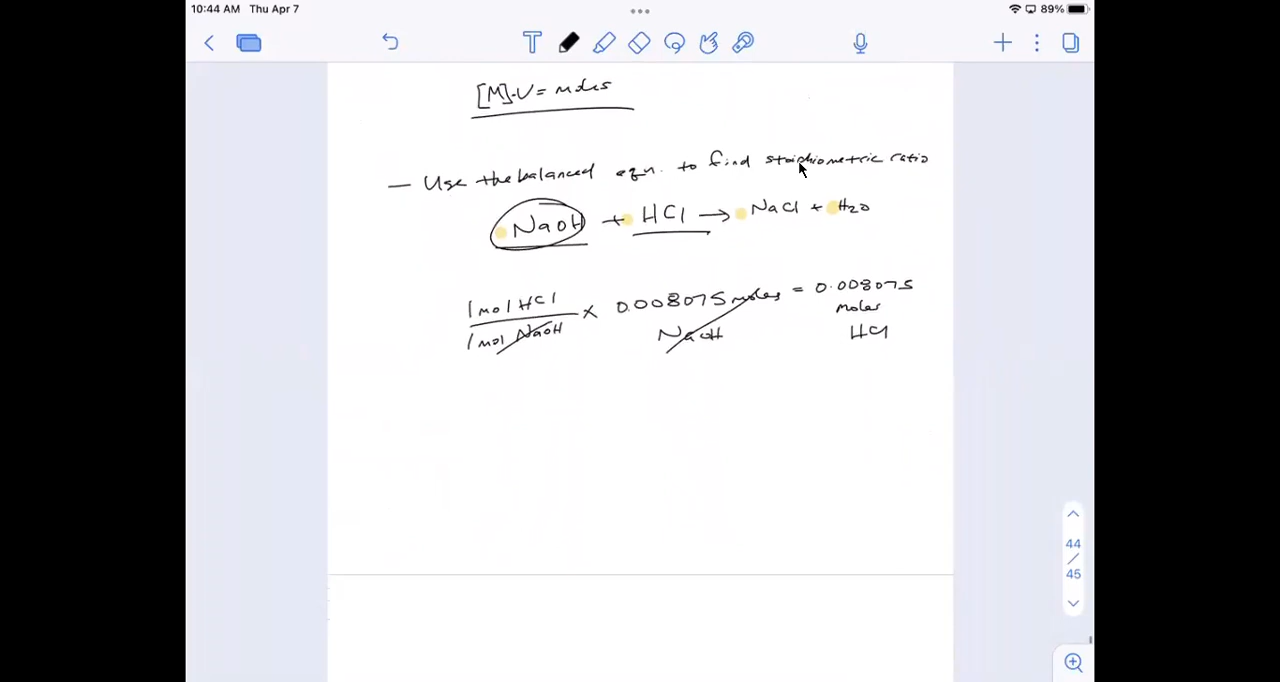 10:44 AM Thu Apr 7
89%
[M]·V = moles
— Use the balanced eqn. to find stoichiometric ratio
NaOH + HCl → NaCl + H2O
1 mol HCl
1 mol NaOH
x 0.008075 moles NaOH = 0.008075 moles HCl
44
/
45